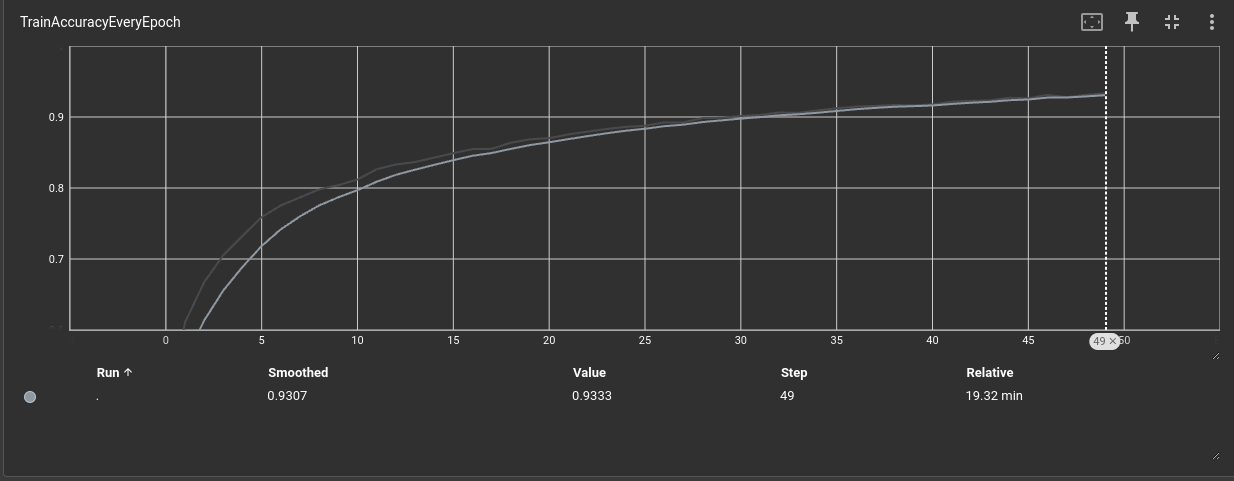 TrainAccuracyEveryEpoch
0.9
0.8
0.7
0 5 10 15 20 25 30 35 40 45 49 × 50
Run ↑ Smoothed Value Step Relative
. 0.9307 0.9333 49 19.32 min